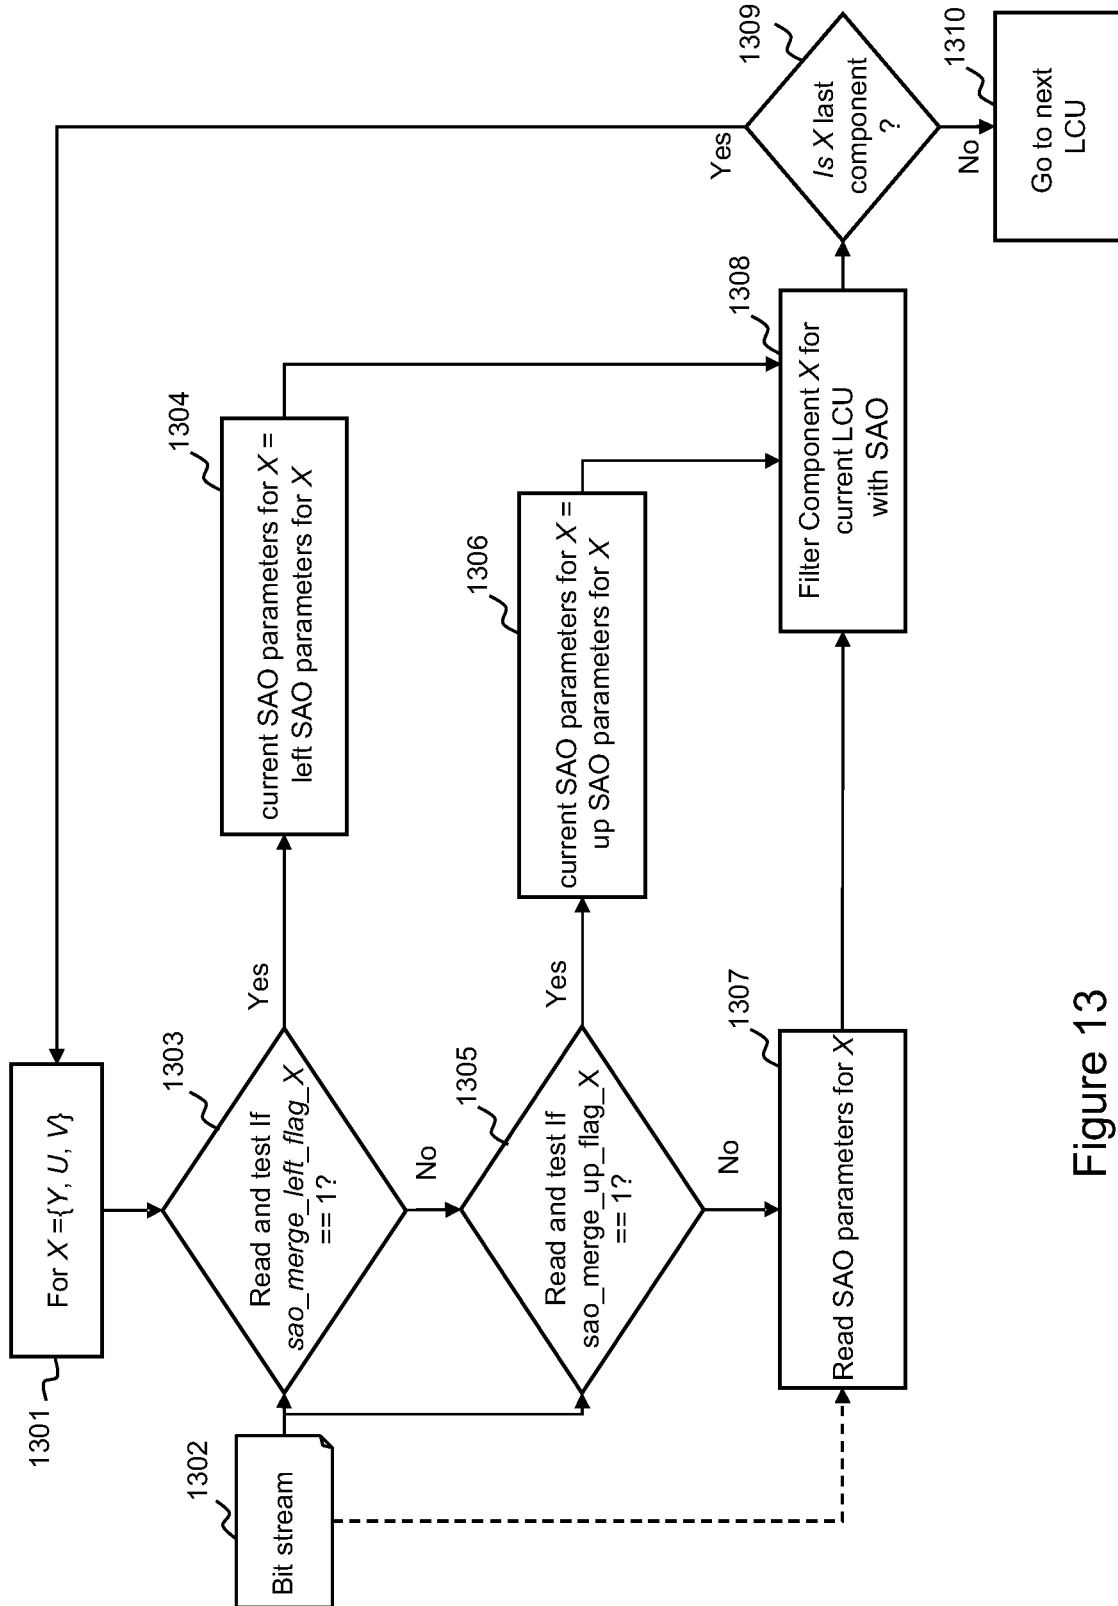 1301
For X ={Y, U, V}
1302
Bit stream
1303
Read and test If
sao_merge_left_flag_X
== 1?
Yes
No
1304
current SAO parameters for X =
left SAO parameters for X
1305
Read and test If
sao_merge_up_flag_X
== 1?
Yes
No
1306
current SAO parameters for X =
up SAO parameters for X
1307
Read SAO parameters for X
1308
Filter Component X for
current LCU
with SAO
1309
Is X last
component
?
Yes
No
1310
Go to next
LCU
Figure 13